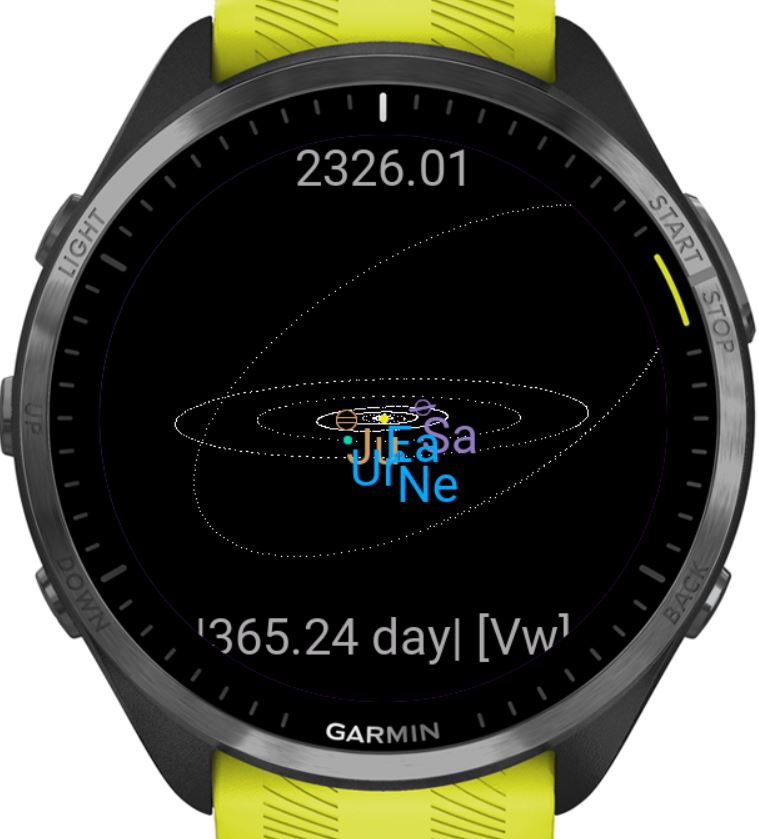 2326.01
LIGHT
START
STOP
UP
Ju
Ea
Sa
Ur
Ne
DOWN
BACK
|365.24 day| [Vw]
GARMIN